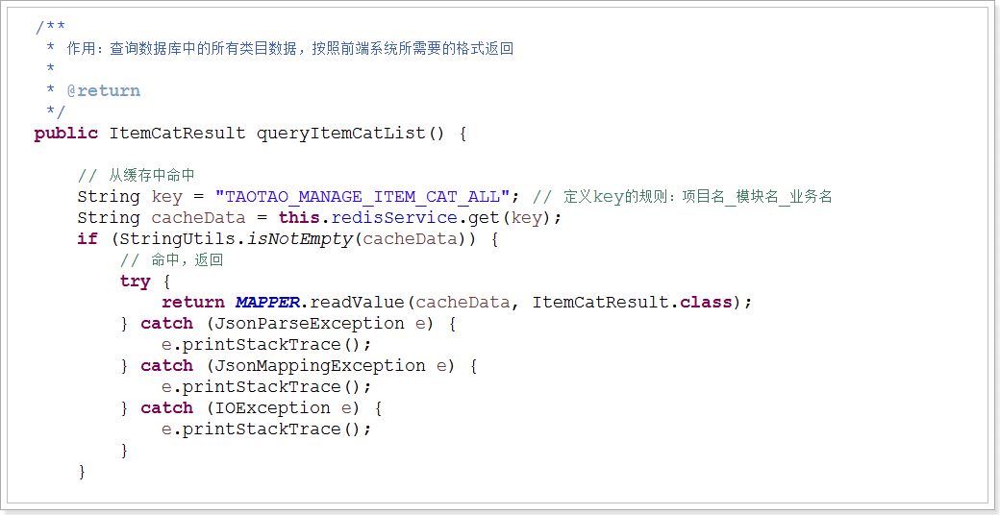 /**
 * 作用：查询数据库中的所有类目数据，按照前端系统所需要的格式返回
 *
 * @return
 */
public ItemCatResult queryItemCatList() {
    // 从缓存中命中
    String key = "TAOTAO_MANAGE_ITEM_CAT_ALL"; // 定义key的规则：项目名_模块名_业务名
    String cacheData = this.redisService.get(key);
    if (StringUtils.isNotEmpty(cacheData)) {
        // 命中，返回
        try {
            return MAPPER.readValue(cacheData, ItemCatResult.class);
        } catch (JsonParseException e) {
            e.printStackTrace();
        } catch (JsonMappingException e) {
            e.printStackTrace();
        } catch (IOException e) {
            e.printStackTrace();
        }
    }